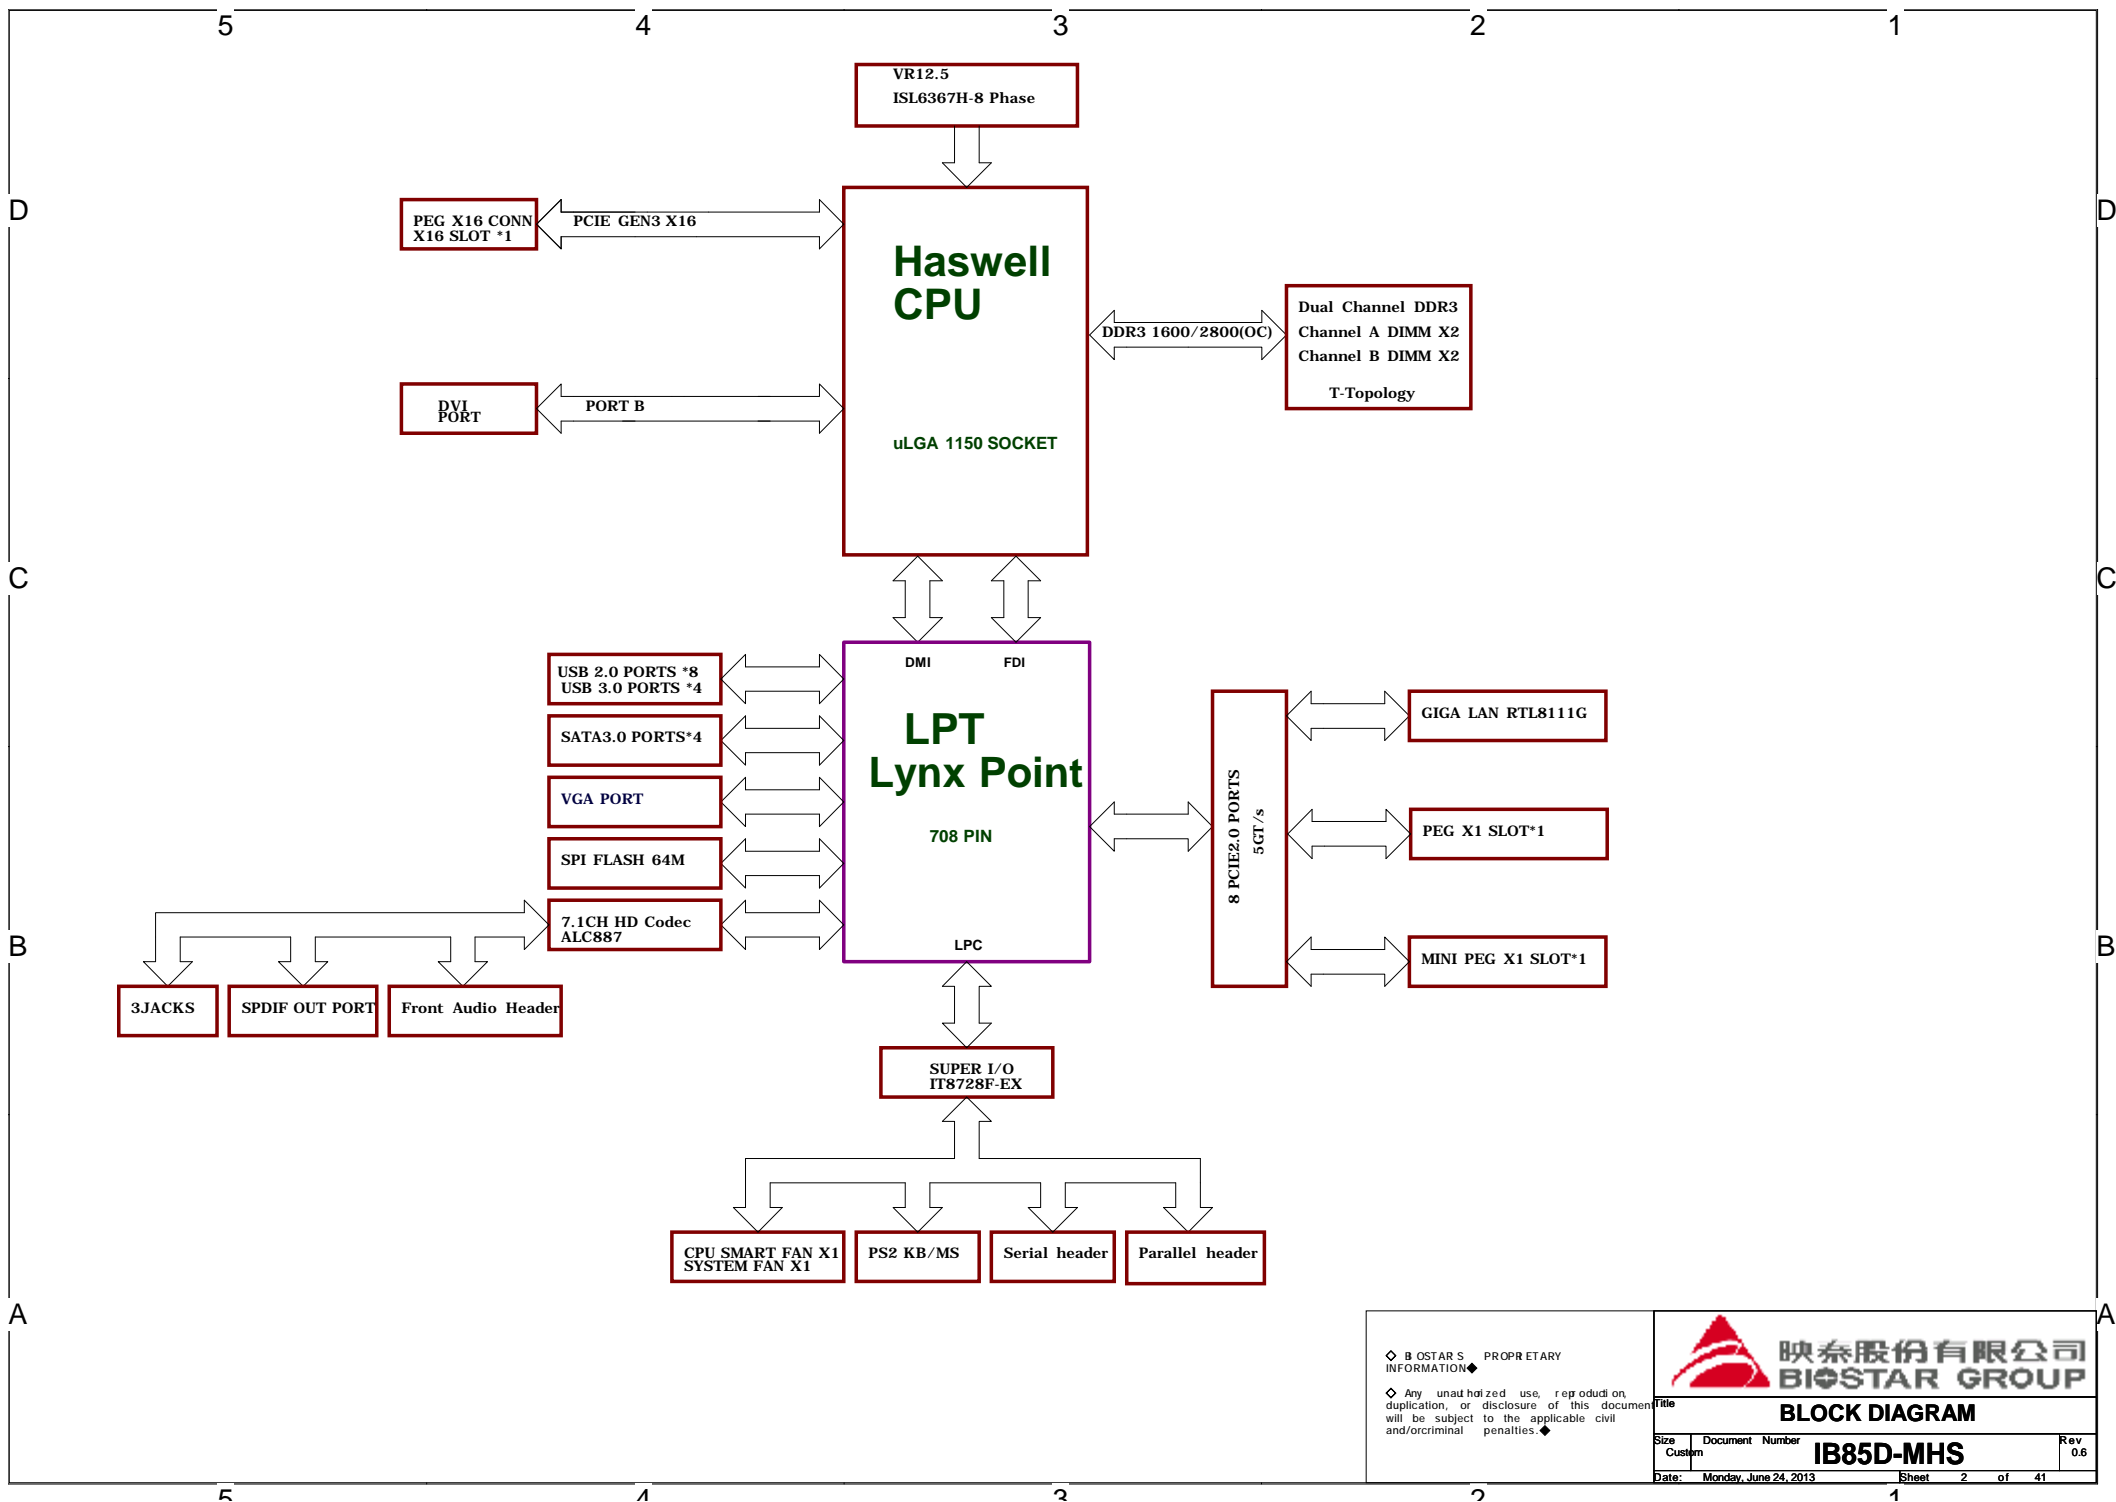 5 4 3 2 1
VR12.5
ISL6367H-8 Phase
D D
PEG X16 CONN
X16 SLOT *1
PCIE GEN3 X16
Haswell
CPU
DDR3 1600/2800(OC)
Dual Channel DDR3
Channel A DIMM X2
Channel B DIMM X2
T-Topology
DVI
PORT
PORT B
uLGA 1150 SOCKET
C C
DMI FDI
USB 2.0 PORTS *8
USB 3.0 PORTS *4
SATA3.0 PORTS*4
VGA PORT
SPI FLASH 64M
7.1CH HD Codec
ALC887
LPT
Lynx Point
708 PIN
LPC
8 PCIE2.0 PORTS
5GT/s
GIGA LAN RTL8111G
PEG X1 SLOT*1
MINI PEG X1 SLOT*1
B B
3JACKS
SPDIF OUT PORT
Front Audio Header
SUPER I/O
IT8728F-EX
CPU SMART FAN X1
SYSTEM FAN X1
PS2 KB/MS
Serial header
Parallel header
A A
◇ BIOSTAR'S PROPRIETARY
INFORMATION◆
◇ Any unauthorized use, reproduction,
duplication, or disclosure of this document
will be subject to the applicable civil
and/orcriminal penalties.◆
映泰股份有限公司
BIOSTAR GROUP
Title
BLOCK DIAGRAM
Size
Custom
Document Number
IB85D-MHS
Rev
0.6
Date: Monday, June 24, 2013 Sheet 2 of 41
5 4 3 2 1